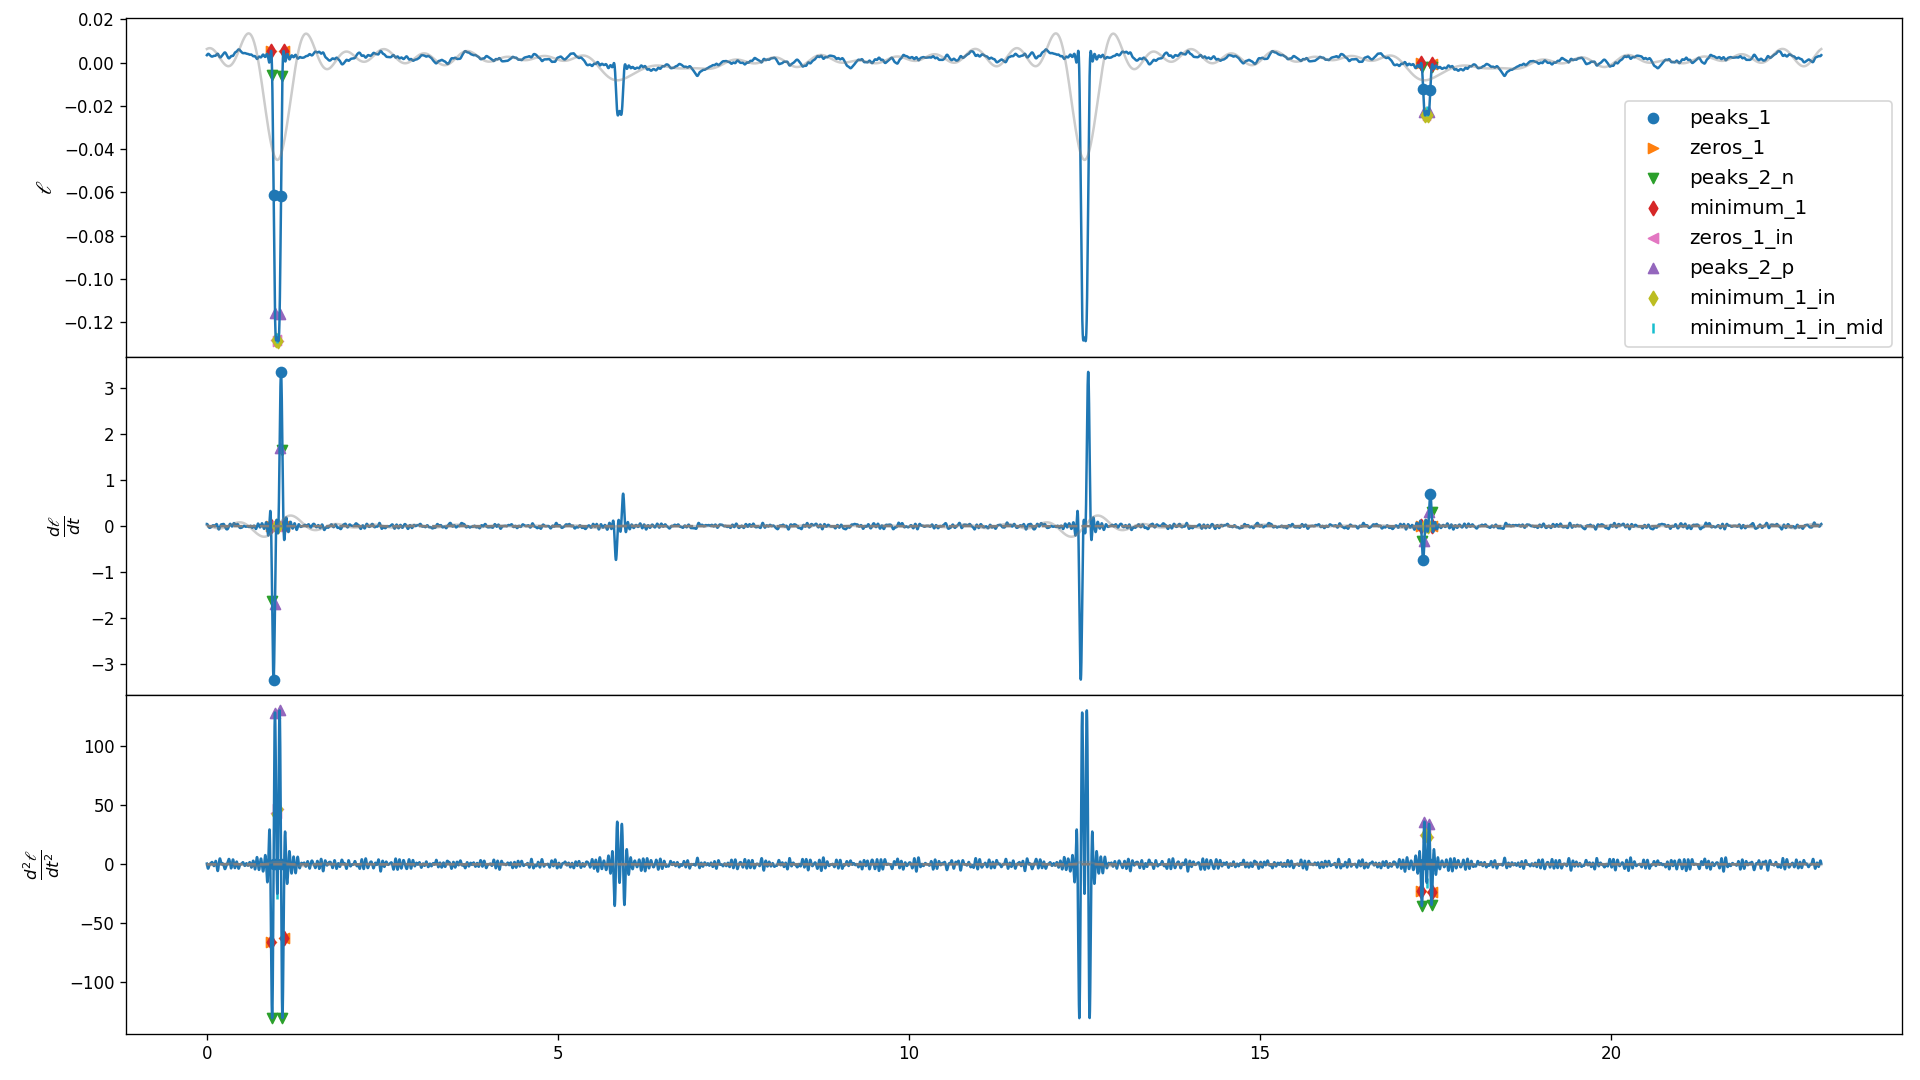 0.02
0.00
−0.02
−0.04
−0.06
−0.08
−0.10
−0.12
ℓ
peaks_1
zeros_1
peaks_2_n
minimum_1
zeros_1_in
peaks_2_p
minimum_1_in
minimum_1_in_mid
3
2
1
0
−1
−2
−3
dℓ
dt
100
50
0
−50
−100
d²ℓ
dt²
0 5 10 15 20